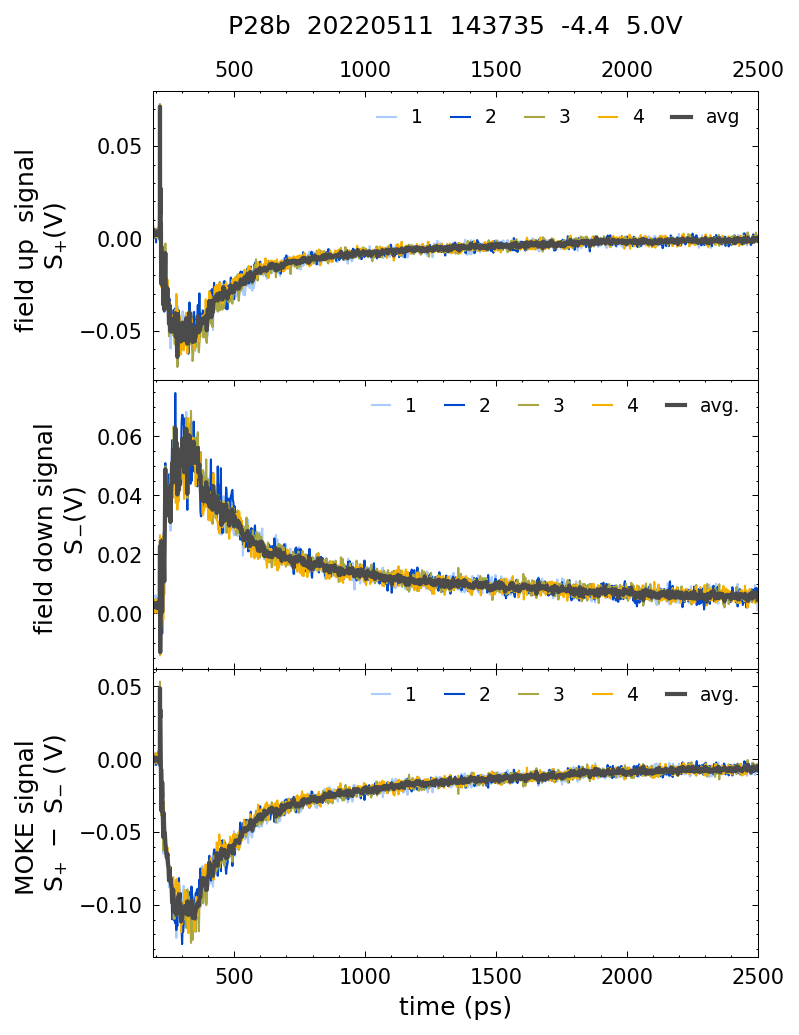 P28b 20220511 143735 -4.4 5.0V
500 1000 1500 2000 2500
1 2 3 4 avg
0.05
0.00
−0.05
field up signal
S₊(V)
1 2 3 4 avg.
0.06
0.04
0.02
0.00
field down signal
S₋(V)
1 2 3 4 avg.
0.05
0.00
−0.05
−0.10
MOKE signal
S₊ − S₋ (V)
500 1000 1500 2000 2500
time (ps)